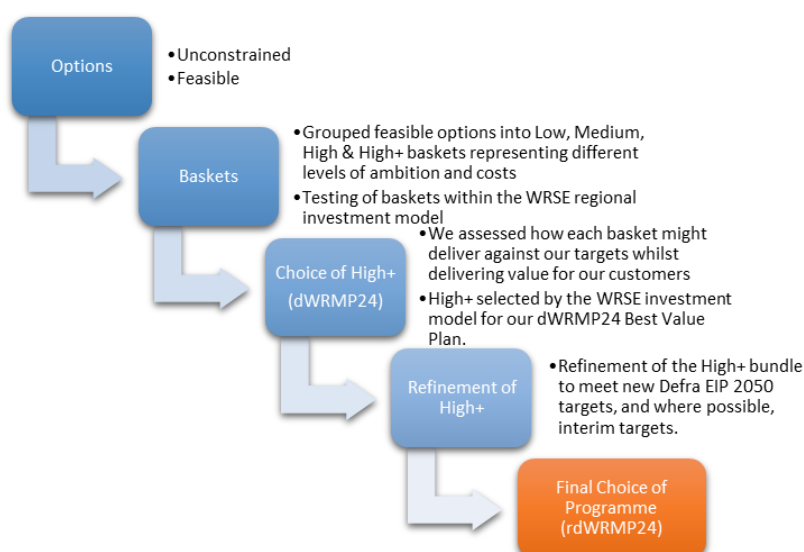 Options
•Unconstrained
•Feasible
Baskets
•Grouped feasible options into Low, Medium,
High & High+ baskets representing different
levels of ambition and costs
•Testing of baskets within the WRSE regional
investment model
Choice of High+
(dWRMP24)
•We assessed how each basket might
deliver against our targets whilst
delivering value for our customers
•High+ selected by the WRSE investment
model for our dWRMP24 Best Value
Plan.
Refinement of
High+
•Refinement of the High+ bundle
to meet new Defra EIP 2050
targets, and where possible,
interim targets.
Final Choice of
Programme
(rdWRMP24)